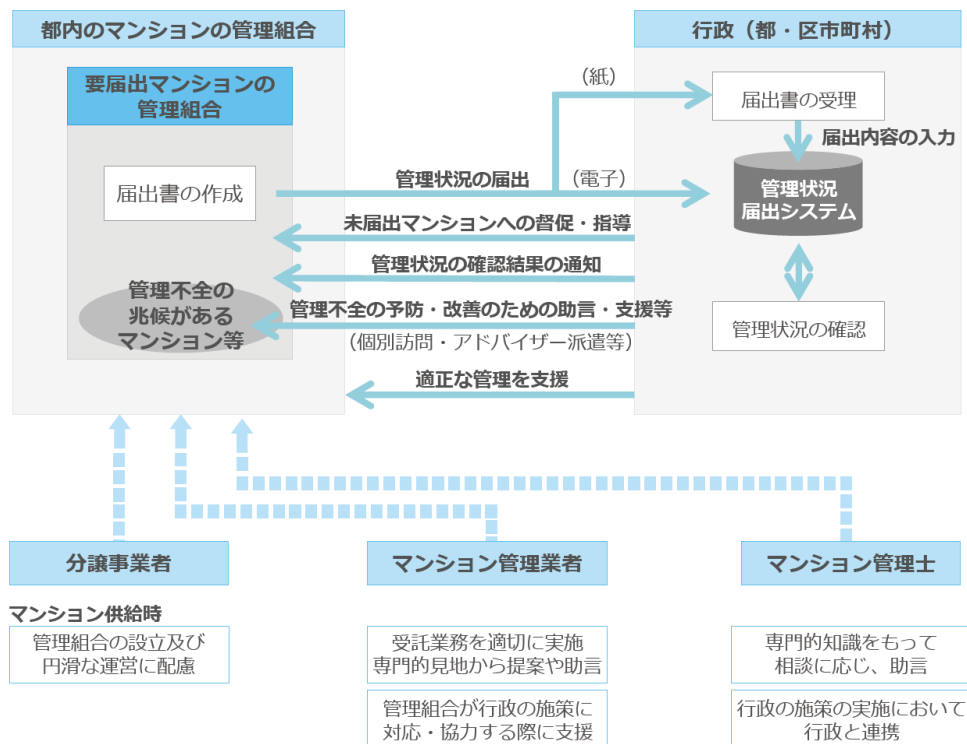 都内のマンションの管理組合
行政（都・区市町村）
要届出マンションの
管理組合
（紙）
届出書の受理
届出内容の入力
届出書の作成
管理状況の届出
（電子）
管理状況
届出システム
未届出マンションへの督促・指導
管理状況の確認結果の通知
管理不全の
兆候がある
マンション等
管理不全の予防・改善のための助言・支援等
（個別訪問・アドバイザー派遣等）
管理状況の確認
適正な管理を支援
分譲事業者
マンション供給時
管理組合の設立及び
円滑な運営に配慮
マンション管理業者
受託業務を適切に実施
専門的見地から提案や助言
管理組合が行政の施策に
対応・協力する際に支援
マンション管理士
専門的知識をもって
相談に応じ、助言
行政の施策の実施において
行政と連携